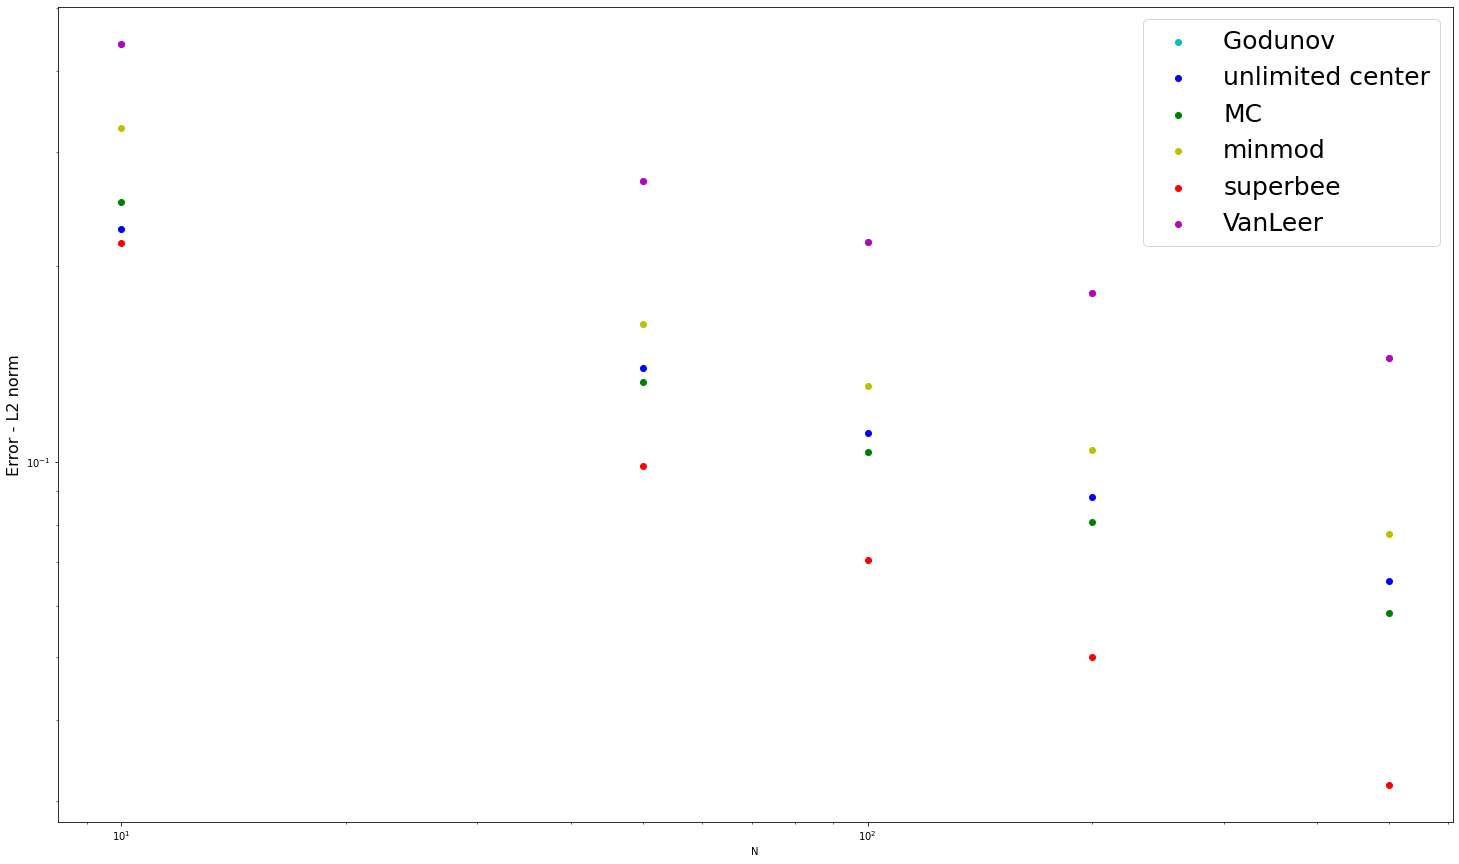 Godunov
unlimited center
MC
minmod
superbee
VanLeer
Error - L2 norm
10⁻¹
10¹
10²
N